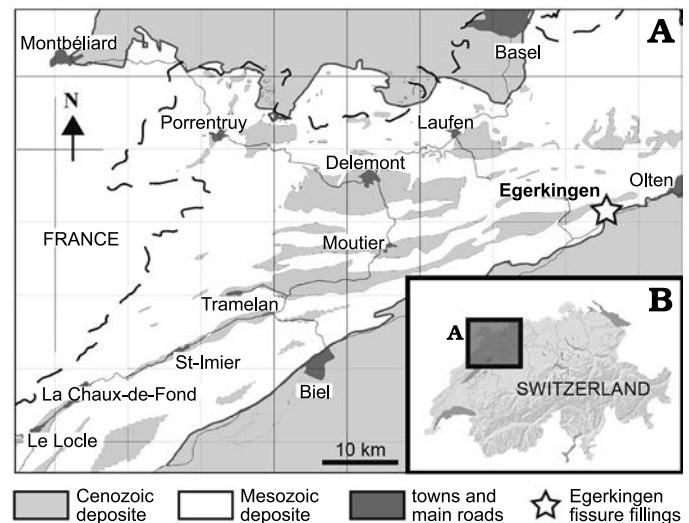 A
Montbéliard
Basel
N
Porrentruy
Laufen
Delemont
Egerkingen
Olten
FRANCE
Moutier
Tramelan
B
A
St-Imier
SWITZERLAND
La Chaux-de-Fond
Biel
Le Locle
10 km
Cenozoic
deposite
Mesozoic
deposite
towns and
main roads
Egerkingen
fissure fillings